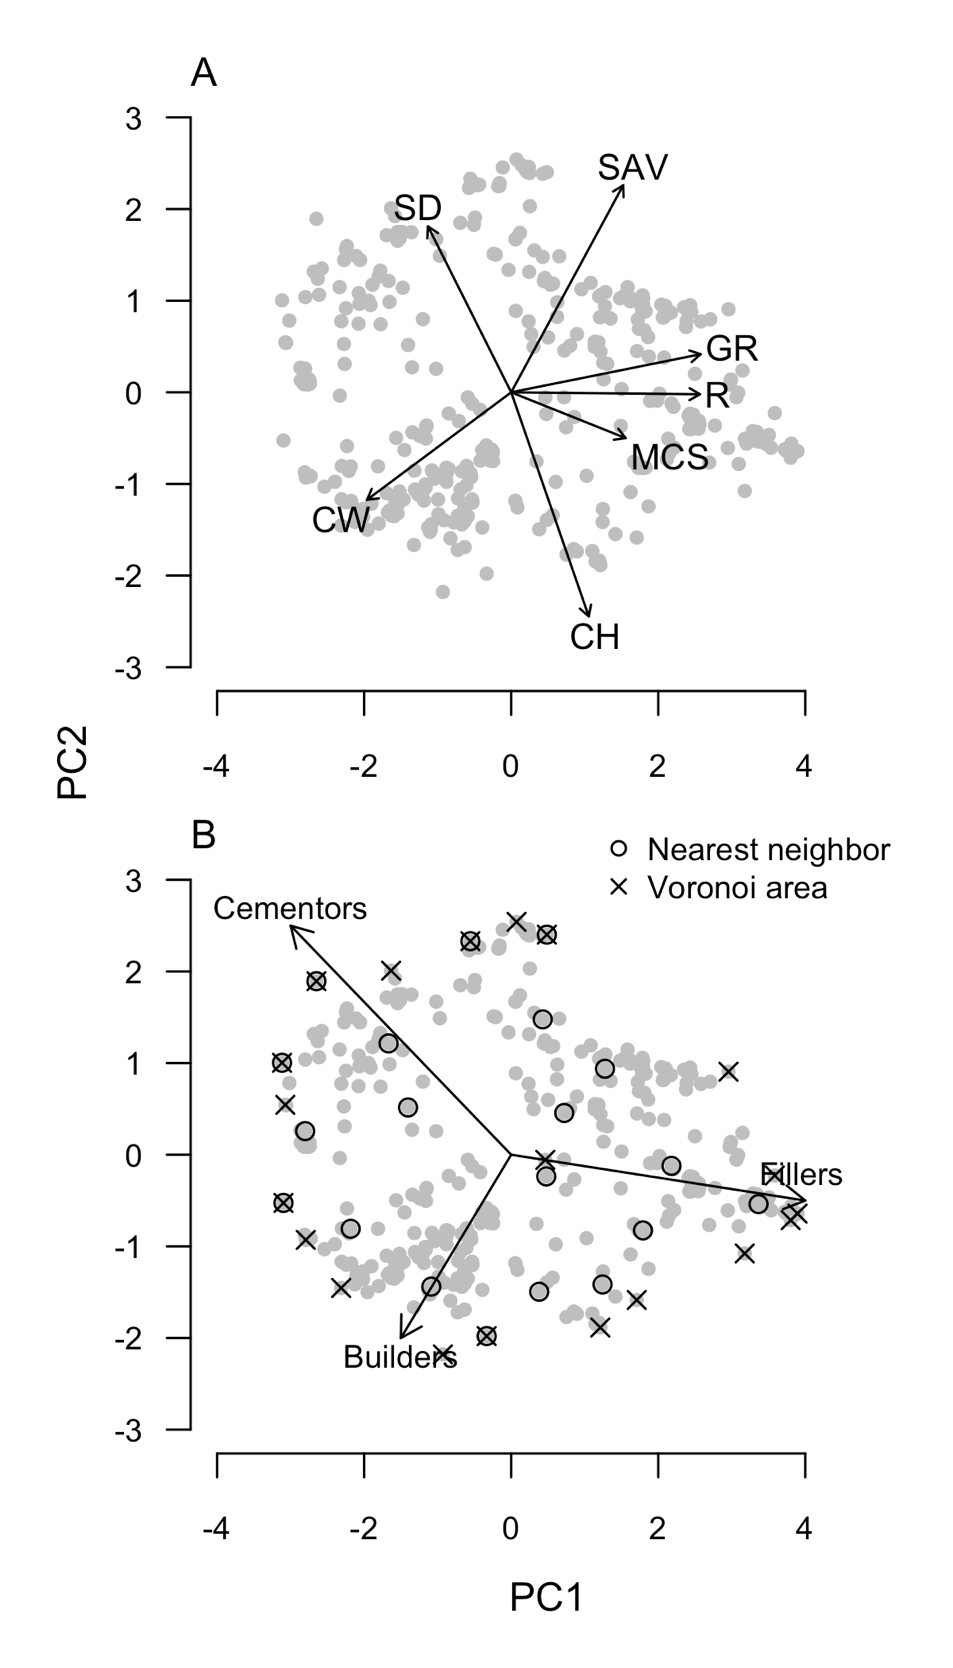 A
3
2
1
0
-1
-2
-3
SAV
SD
GR
R
MCS
CW
CH
-4 -2 0 2 4
PC2
B
Nearest neighbor
Voronoi area
3
2
1
0
-1
-2
-3
Cementors
Fillers
Builders
-4 -2 0 2 4
PC1